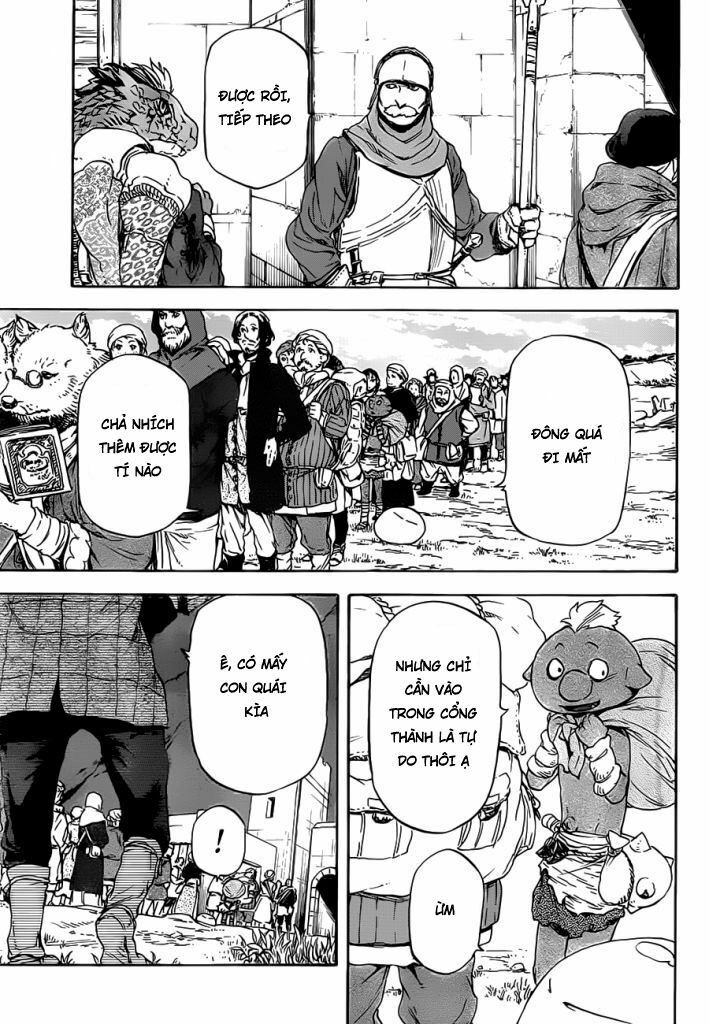 ĐƯỢC RỒI,
TIẾP THEO
ĐÔNG QUÁ
ĐI MẤT
CHẢ NHÍCH
THÊM ĐƯỢC
TÍ NÀO
NHƯNG CHỈ
CẦN VÀO
TRONG CỔNG
THÀNH LÀ TỰ
DO THÔI Ạ
ỪM
Ê, CÓ MẤY
CON QUÁI
KÌA
!